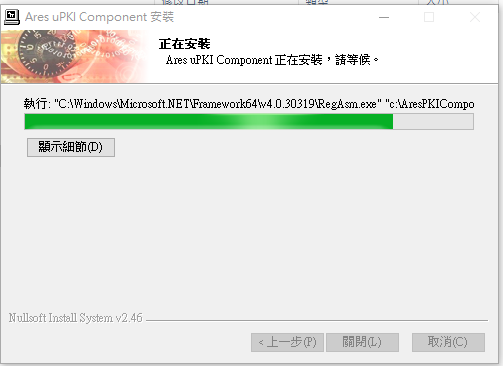 Ares uPKI Component 安裝
正在安裝
Ares uPKI Component 正在安裝，請等候。
執行: "C:\Windows\Microsoft.NET\Framework64\v4.0.30319\RegAsm.exe" "c:\AresPKICompo
顯示細節(D)
Nullsoft Install System v2.46
< 上一步(P)
關閉(L)
取消(C)